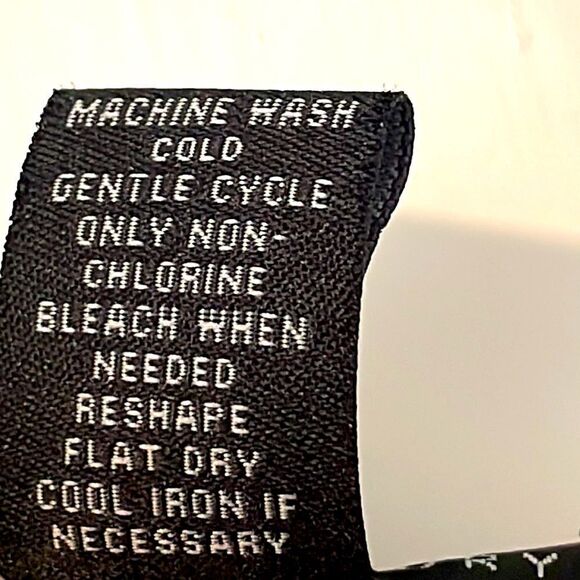 MACHINE WASH
COLD
GENTLE CYCLE
ONLY NON-
CHLORINE
BLEACH WHEN
NEEDED
RESHAPE
FLAT DRY
COOL IRON IF
NECESSARY